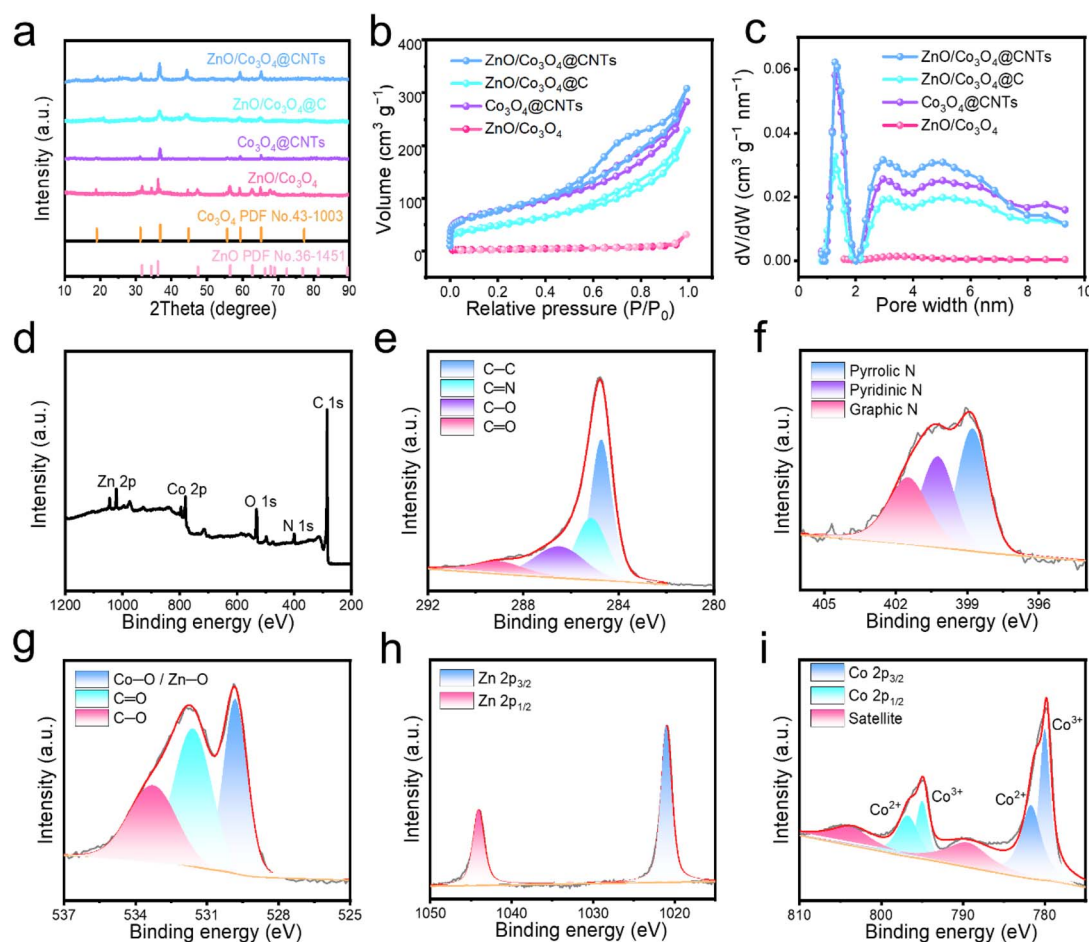 a
Intensity (a.u.)
ZnO/Co₃O₄@CNTs
ZnO/Co₃O₄@C
Co₃O₄@CNTs
ZnO/Co₃O₄
Co₃O₄ PDF No.43-1003
ZnO PDF No.36-1451
10 20 30 40 50 60 70 80 90
2Theta (degree)
b
Volume (cm³ g⁻¹)
400
300
200
100
0
ZnO/Co₃O₄@CNTs
ZnO/Co₃O₄@C
Co₃O₄@CNTs
ZnO/Co₃O₄
0.0 0.2 0.4 0.6 0.8 1.0
Relative pressure (P/P₀)
c
dV/dW (cm³ g⁻¹ nm⁻¹)
0.06
0.04
0.02
0.00
ZnO/Co₃O₄@CNTs
ZnO/Co₃O₄@C
Co₃O₄@CNTs
ZnO/Co₃O₄
0 2 4 6 8 10
Pore width (nm)
d
Intensity (a.u.)
C 1s
Zn 2p
Co 2p
O 1s
N 1s
1200 1000 800 600 400 200
Binding energy (eV)
e
Intensity (a.u.)
C–C
C=N
C–O
C=O
292 288 284 280
Binding energy (eV)
f
Intensity (a.u.)
Pyrrolic N
Pyridinic N
Graphic N
405 402 399 396
Binding energy (eV)
g
Intensity (a.u.)
Co–O / Zn–O
C=O
C–O
537 534 531 528 525
Binding energy (eV)
h
Intensity (a.u.)
Zn 2p₃/₂
Zn 2p₁/₂
1050 1040 1030 1020
Binding energy (eV)
i
Intensity (a.u.)
Co 2p₃/₂
Co 2p₁/₂
Satellite
Co³⁺
Co²⁺
Co³⁺
Co²⁺
810 800 790 780
Binding energy (eV)